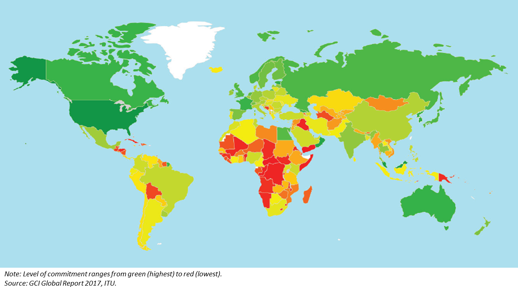 Note: Level of commitment ranges from green (highest) to red (lowest).
Source: GCI Global Report 2017, ITU.